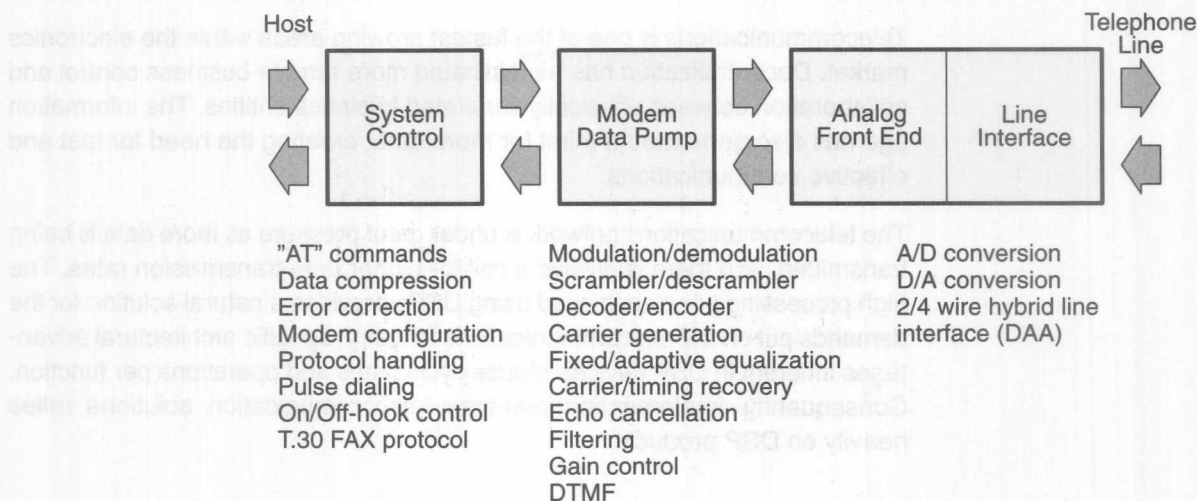 Host
Telephone
Line
System
Control
Modem
Data Pump
Analog
Front End
Line
Interface
"AT" commands
Data compression
Error correction
Modem configuration
Protocol handling
Pulse dialing
On/Off-hook control
T.30 FAX protocol
Modulation/demodulation
Scrambler/descrambler
Decoder/encoder
Carrier generation
Fixed/adaptive equalization
Carrier/timing recovery
Echo cancellation
Filtering
Gain control
DTMF
A/D conversion
D/A conversion
2/4 wire hybrid line
interface (DAA)